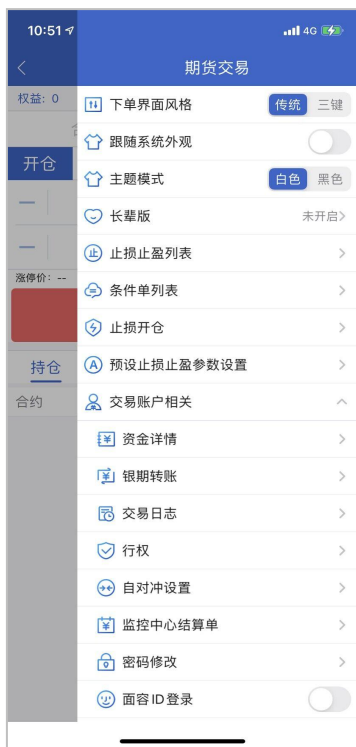 10:51
4G
期货交易
权益: 0
下单界面风格 传统 三键
跟随系统外观
开仓
主题模式 白色 黑色
长辈版 未开启
止 止损止盈列表
条件单列表
涨停价: --
止损开仓
持仓
A 预设止损止盈参数设置
合约
交易账户相关
资金详情
银期转账
交易日志
行权
自对冲设置
监控中心结算单
密码修改
面容ID登录